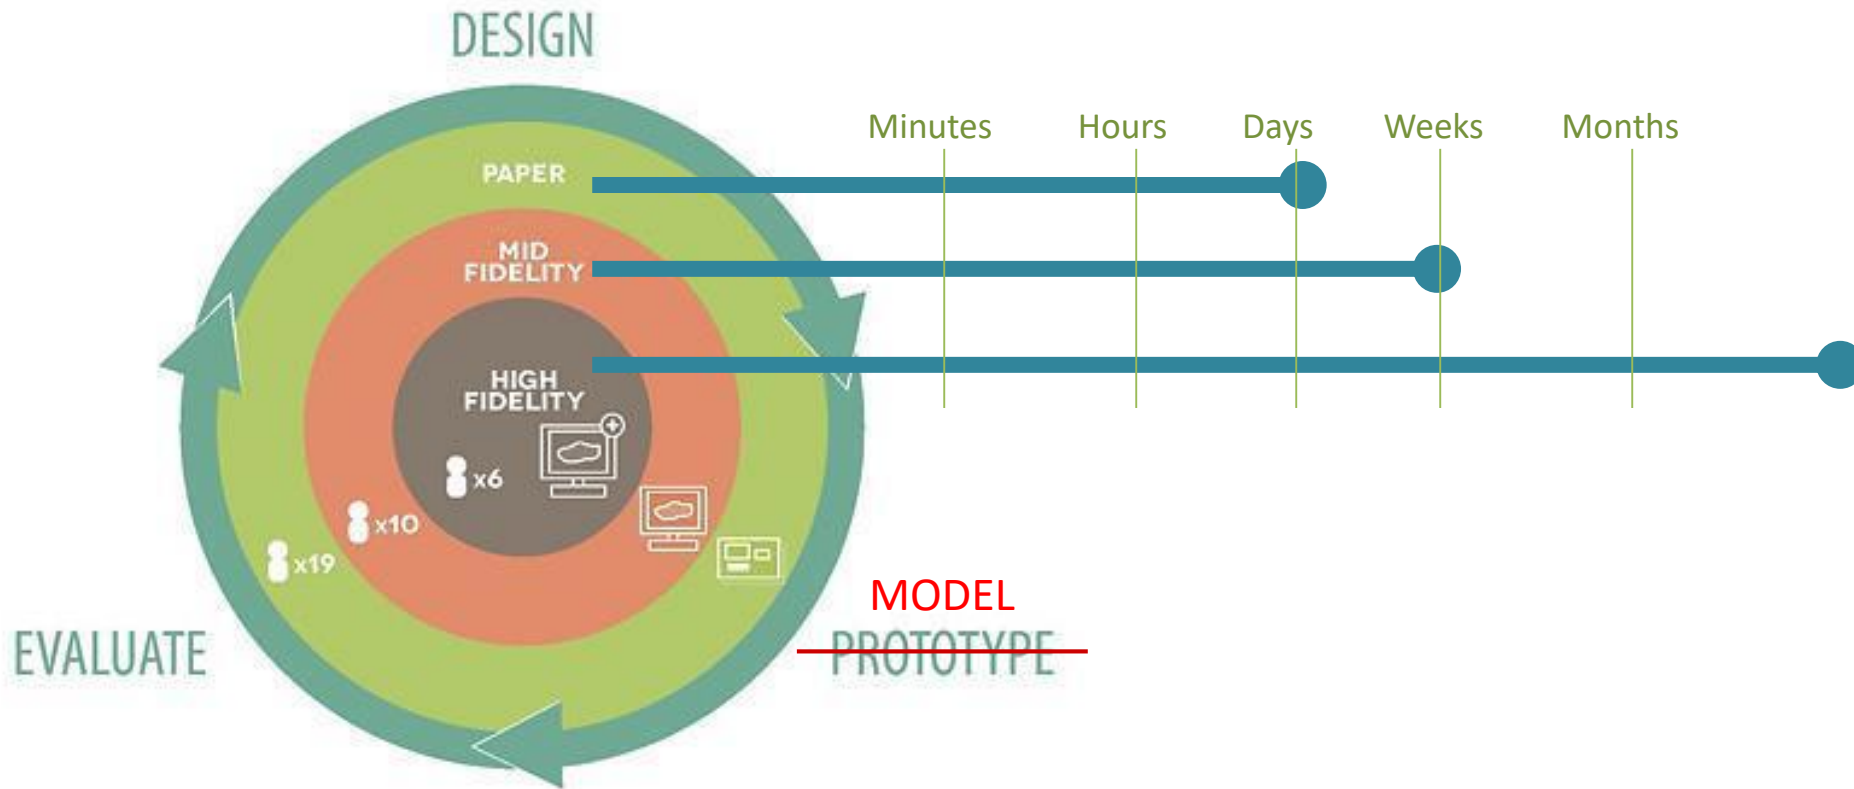 DESIGN
Minutes Hours Days Weeks Months
PAPER
MID
FIDELITY
HIGH
FIDELITY
x6
x10
x19
MODEL
EVALUATE
PROTOTYPE